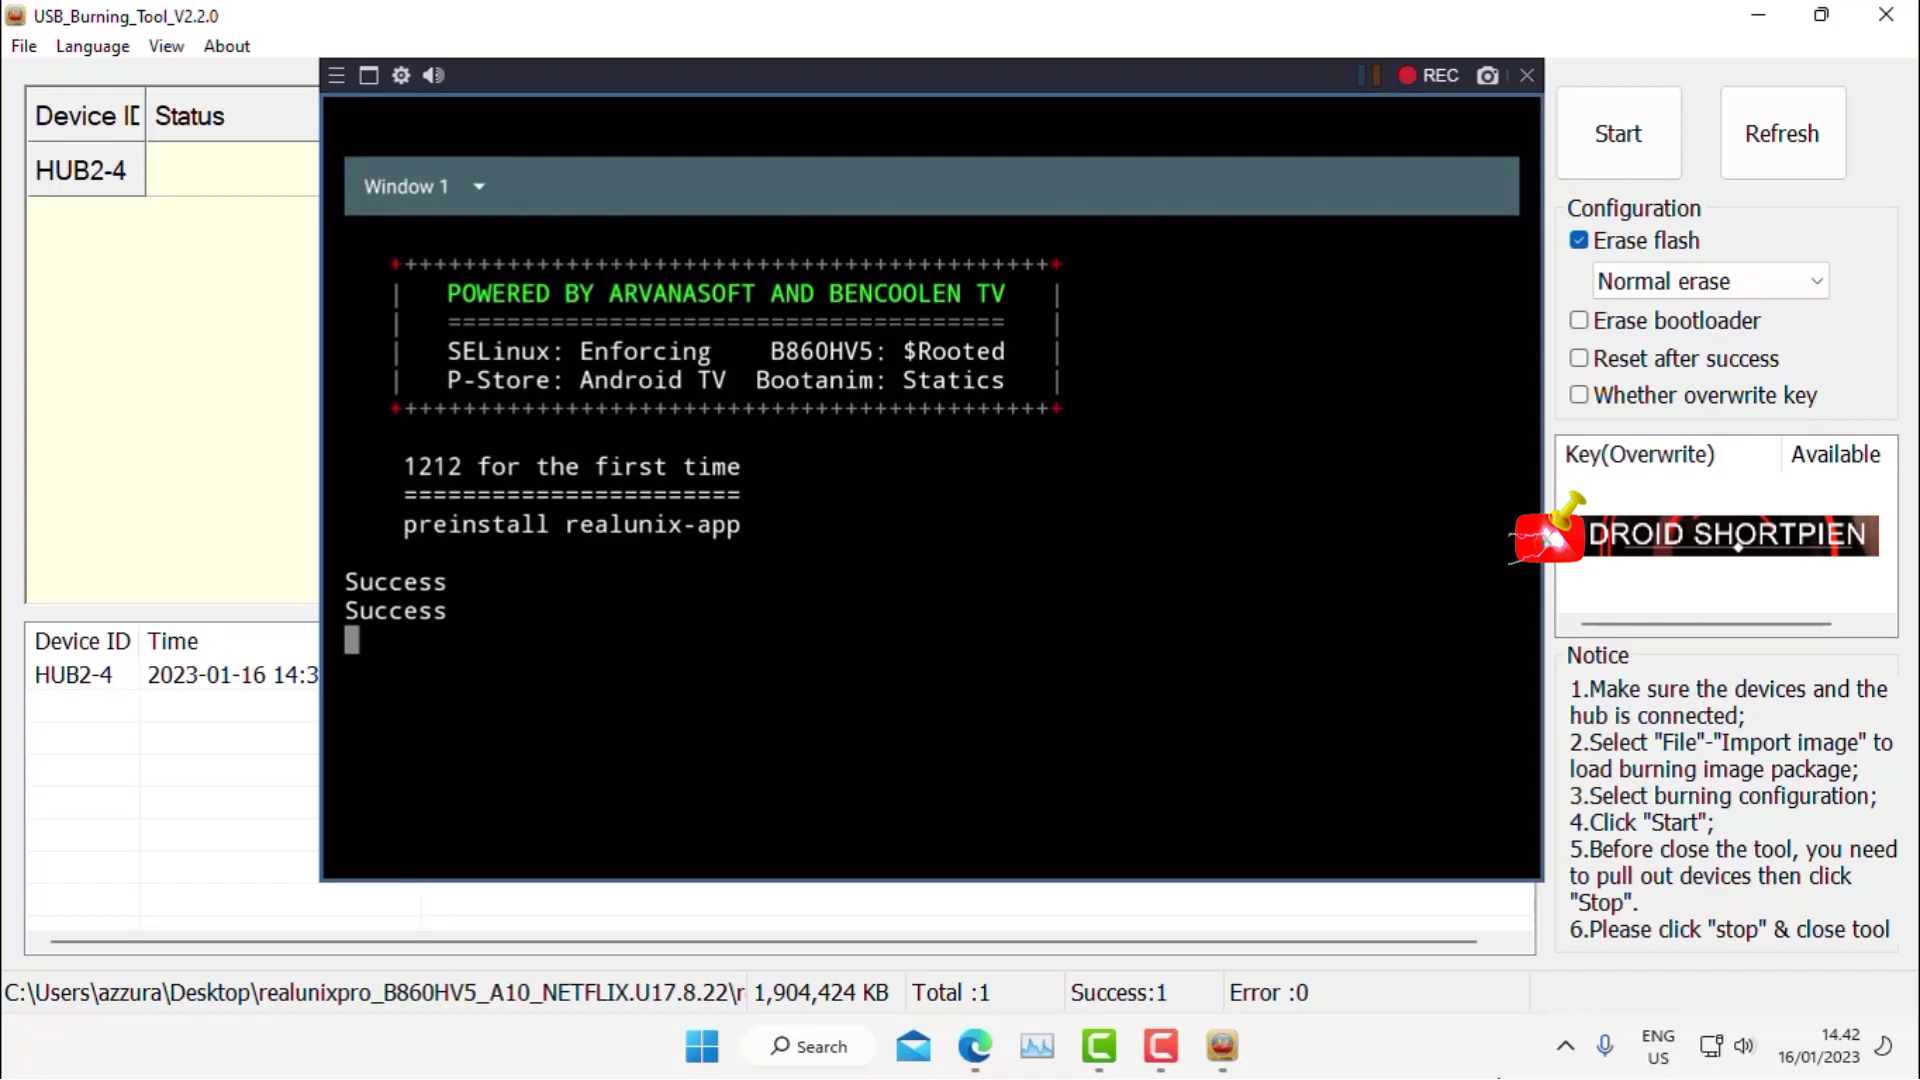 USB_Burning_Tool_V2.2.0
File Language View About
REC
Device ID Status
HUB2-4
Window 1
+++++++++++++++++++++++++++++++++++++++++++++
| POWERED BY ARVANASOFT AND BENCOOLEN TV |
| ====================================== |
| SELinux: Enforcing B860HV5: $Rooted |
| P-Store: Android TV Bootanim: Statics |
+++++++++++++++++++++++++++++++++++++++++++++
1212 for the first time
=======================
preinstall realunix-app
Success
Success
Start Refresh
Configuration
Erase flash
Normal erase
Erase bootloader
Reset after success
Whether overwrite key
Key(Overwrite) Available
DROID SHORTPIEN
Device ID Time
HUB2-4 2023-01-16 14:3
Notice
1.Make sure the devices and the
hub is connected;
2.Select "File"-"Import image" to
load burning image package;
3.Select burning configuration;
4.Click "Start";
5.Before close the tool, you need
to pull out devices then click
"Stop".
6.Please click "stop" & close tool
C:\Users\azzura\Desktop\realunixpro_B860HV5_A10_NETFLIX.U17.8.22\r 1,904,424 KB Total :1 Success:1 Error :0
Search
ENG
US
14.42
16/01/2023